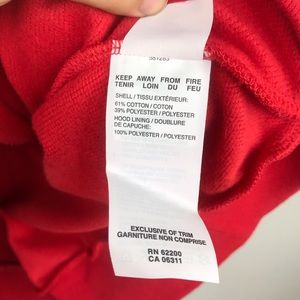 KEEP AWAY FROM FIRE
TENIR LOIN DU FEU
SHELL / TISSU EXTÉRIEUR:
61% COTTON / COTON
39% POLYESTER / POLYESTER
HOOD LINING / DOUBLURE
DE CAPUCHE:
100% POLYESTER / POLYESTER
EXCLUSIVE OF TRIM
GARNITURE NON COMPRISE
RN 62200
CA 06311